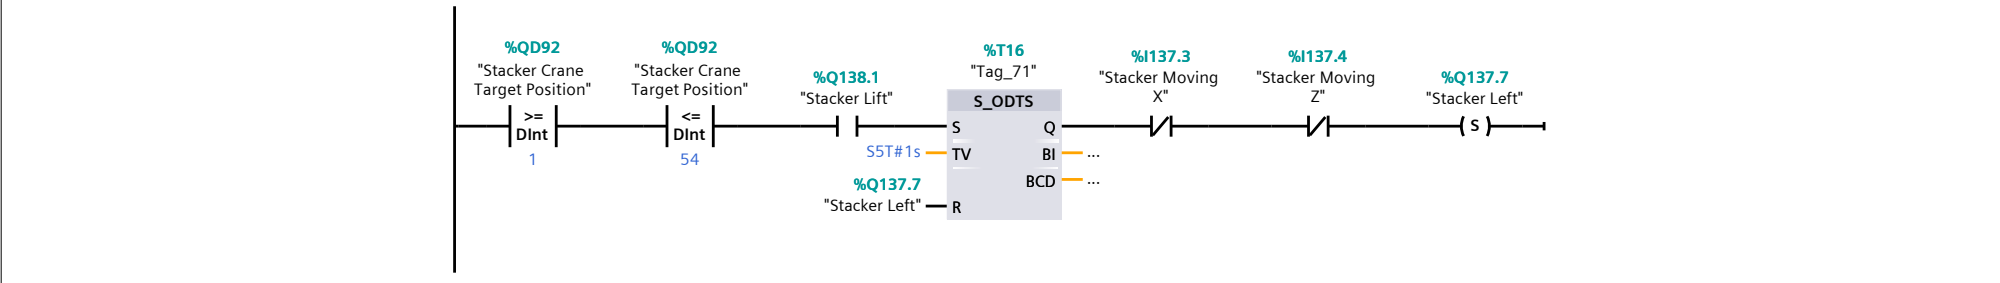 %QD92
"Stacker Crane
Target Position"
>=
DInt
1
%QD92
"Stacker Crane
Target Position"
<=
DInt
54
%Q138.1
"Stacker Lift"
%T16
"Tag_71"
S_ODTS
S
Q
S5T#1s
TV
BI
...
BCD
...
%Q137.7
"Stacker Left"
R
%I137.3
"Stacker Moving
X"
%I137.4
"Stacker Moving
Z"
%Q137.7
"Stacker Left"
S